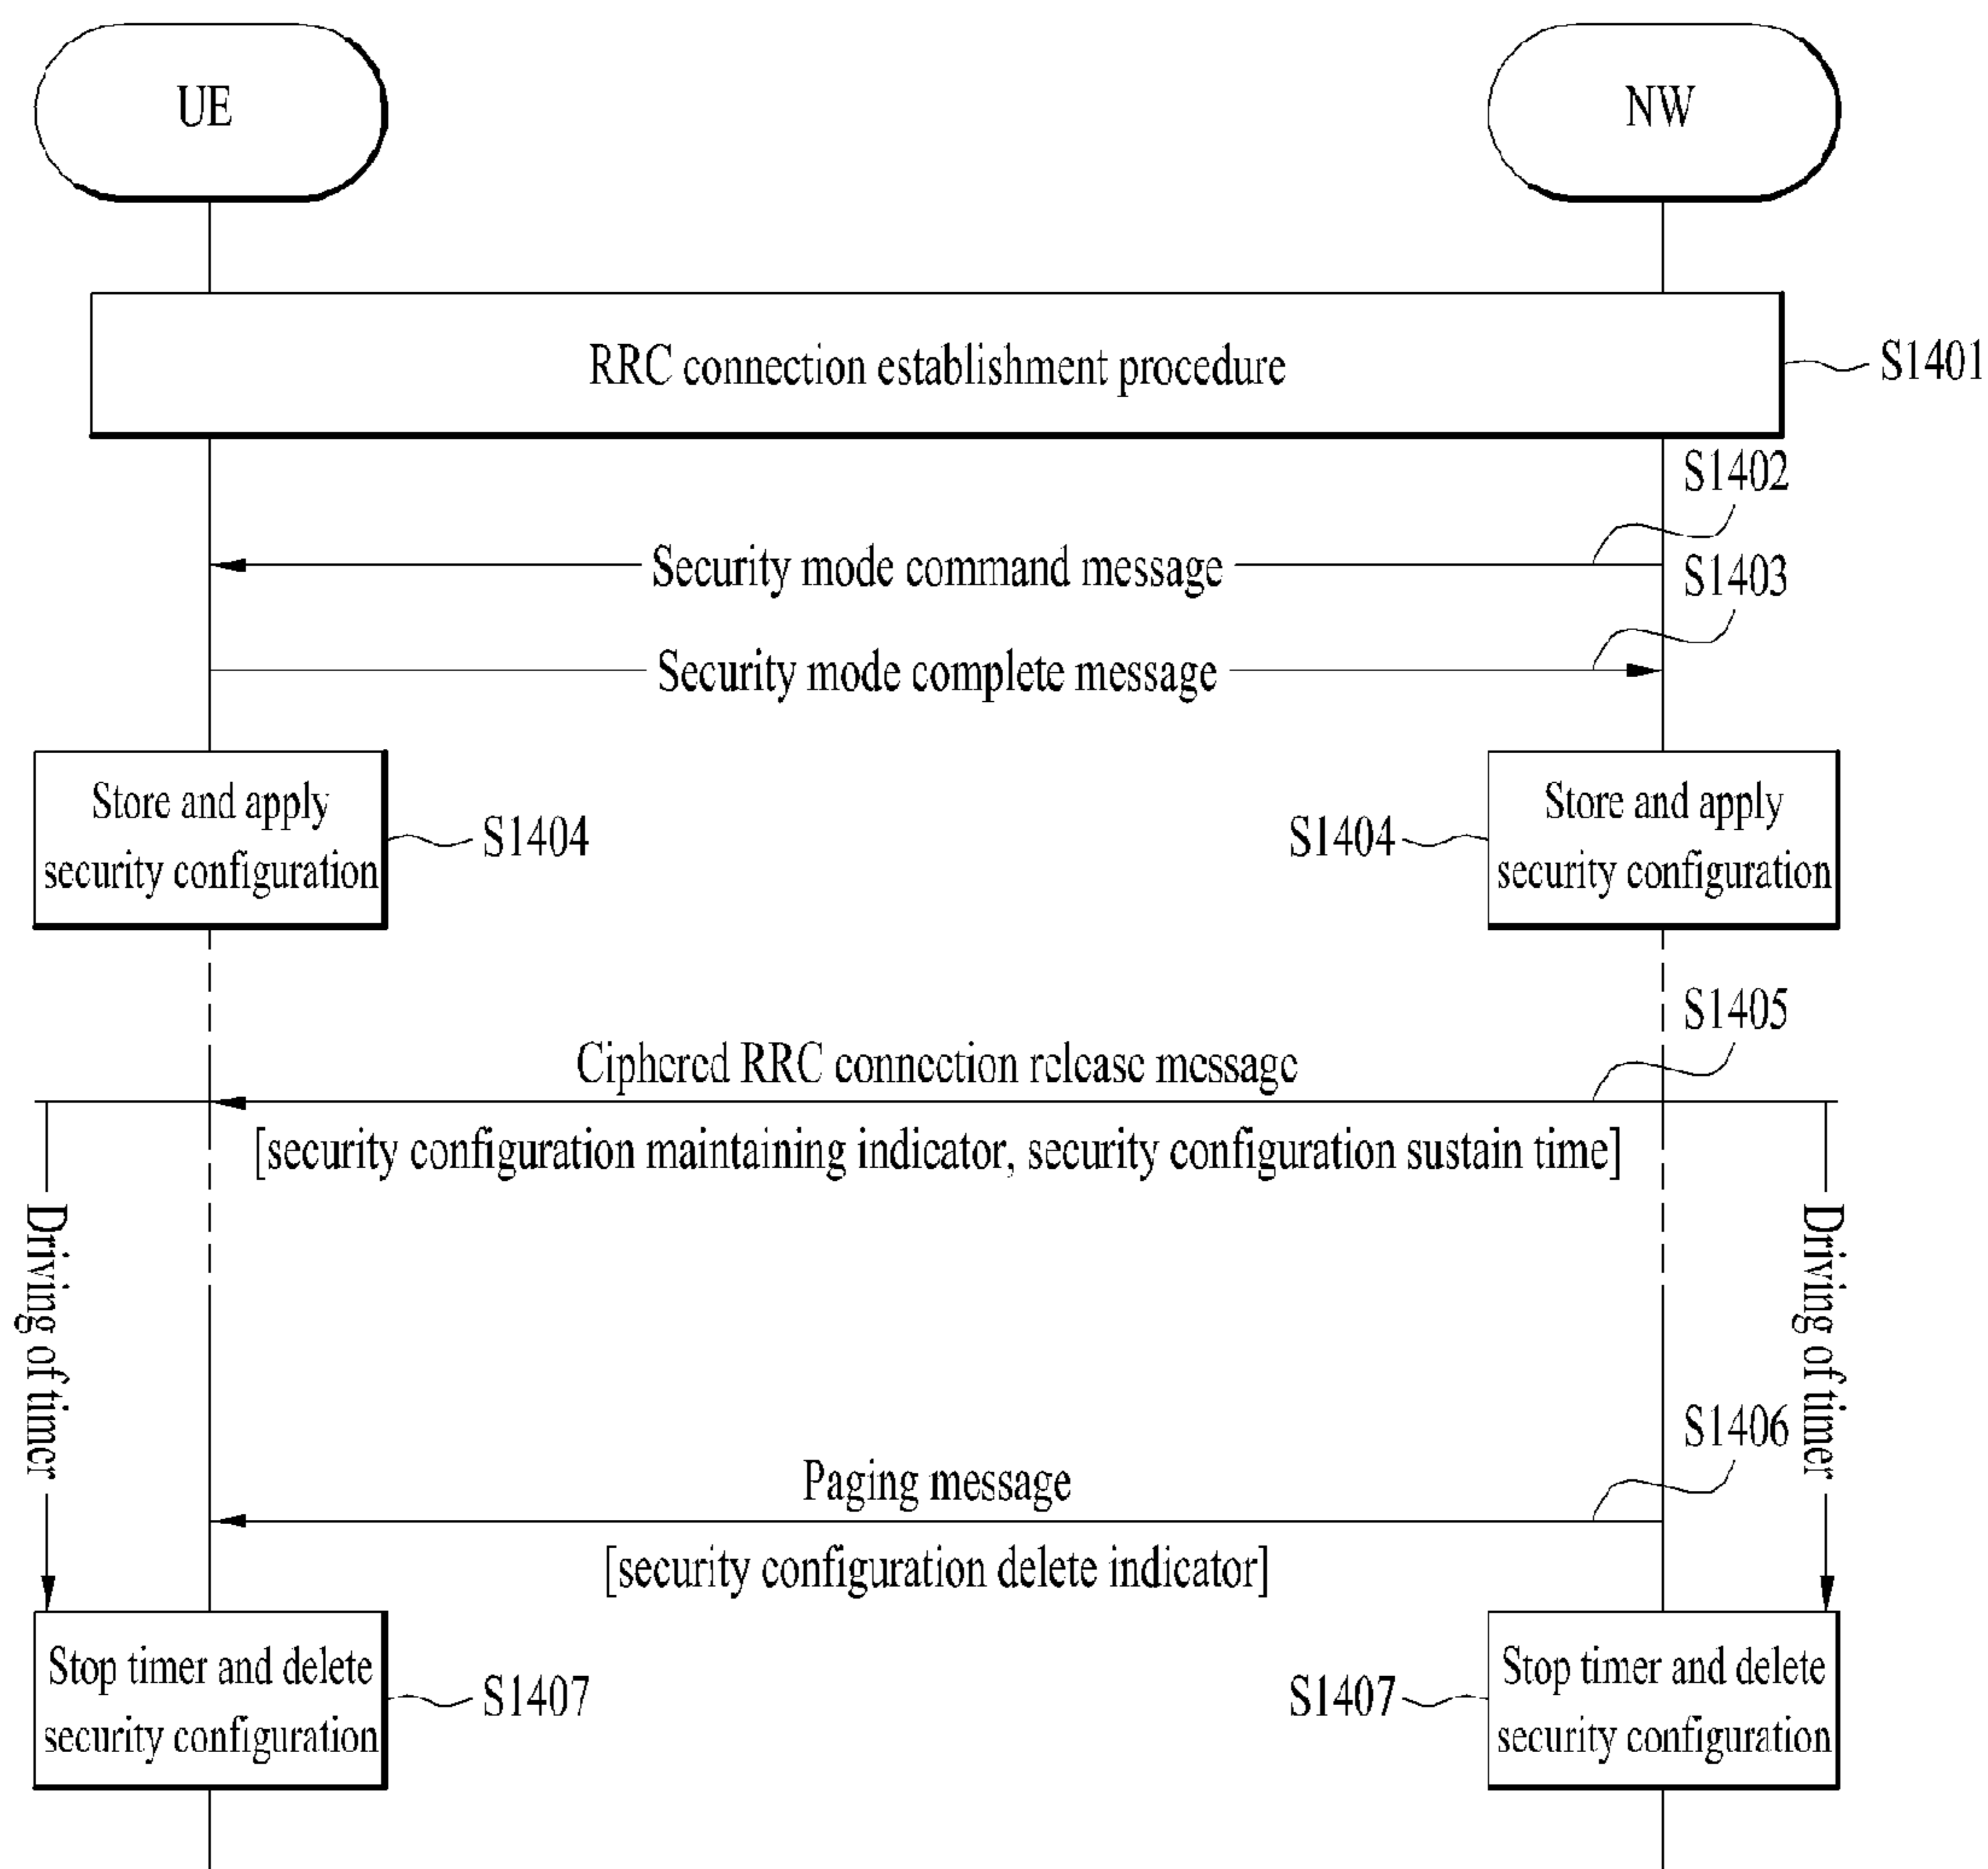 UE
NW
RRC connection establishment procedure
S1401
S1402
Security mode command message
S1403
Security mode complete message
Store and apply
security configuration
S1404
S1404
Store and apply
security configuration
S1405
Ciphered RRC connection release message
[security configuration maintaining indicator, security configuration sustain time]
Driving of timer
Driving of timer
S1406
Paging message
[security configuration delete indicator]
Stop timer and delete
security configuration
S1407
S1407
Stop timer and delete
security configuration